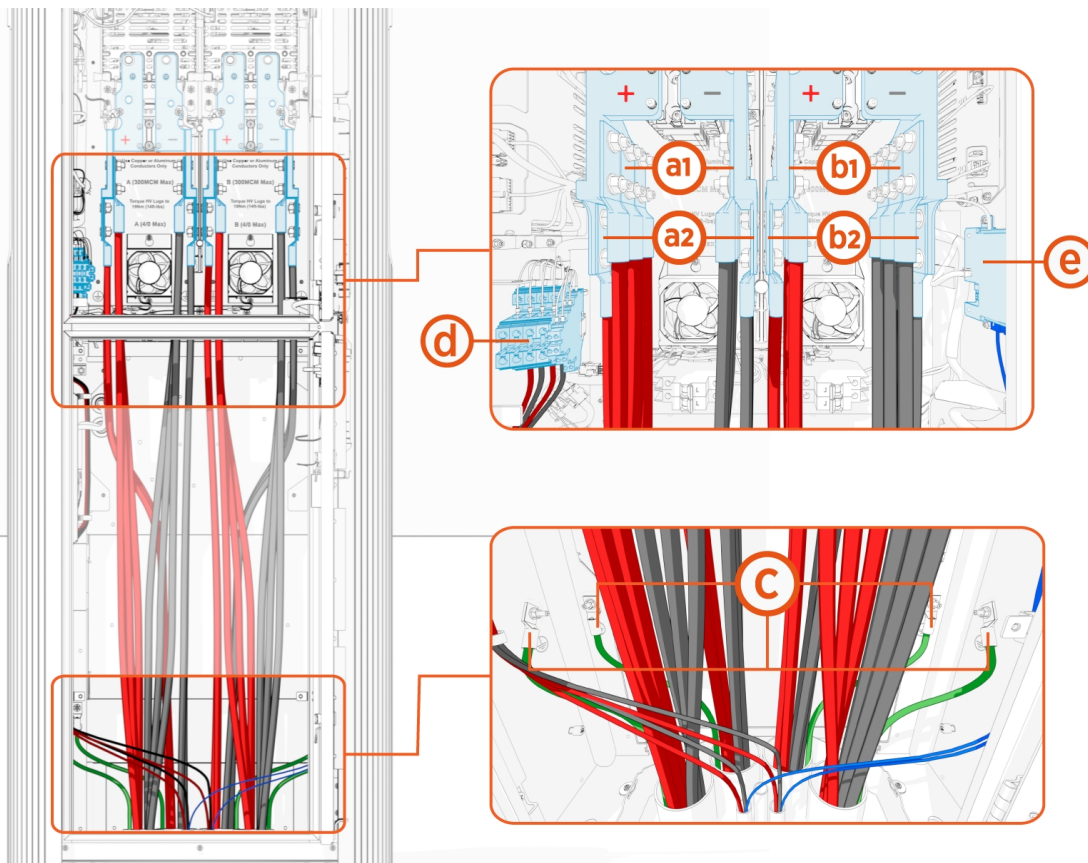 + − + −
Copper or Aluminum
Conductors Only
Copper or Aluminum
Conductors Only
A (300MCM Max)
B (300MCM Max)
Torque HV Lugs to
Torque HV Lugs to
A (4/0 Max)
B (4/0 Max)
+ − + −
a1
b1
a2
b2
e
d
C